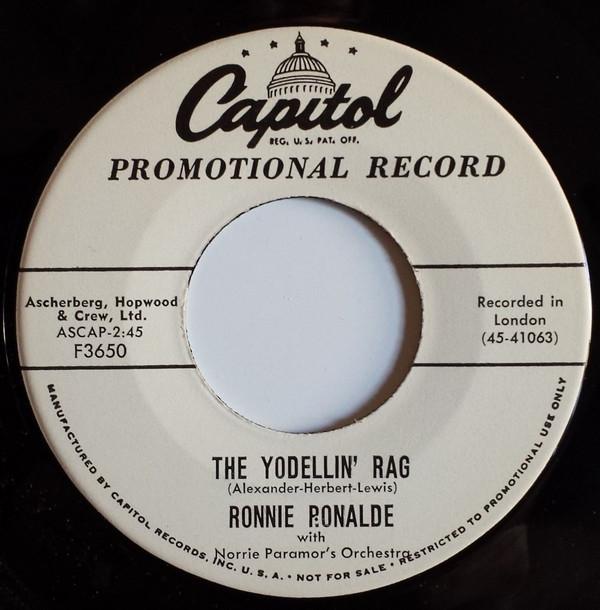 Capitol
REG. U.S. PAT. OFF.
PROMOTIONAL RECORD
Ascherberg, Hopwood
& Crew, Ltd.
ASCAP-2:45
F3650
Recorded in
London
(45-41063)
THE YODELLIN' RAG
(Alexander-Herbert-Lewis)
RONNIE RONALDE
with
Norrie Paramor's Orchestra
MANUFACTURED BY CAPITOL RECORDS, INC. U. S. A. • NOT FOR SALE • RESTRICTED TO PROMOTIONAL USE ONLY